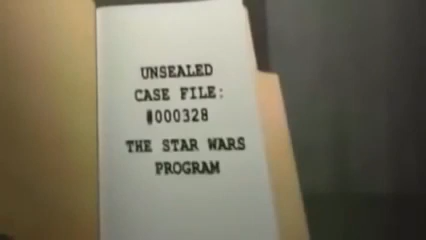 UNSEALED
CASE FILE:
#000328
THE STAR WARS
PROGRAM